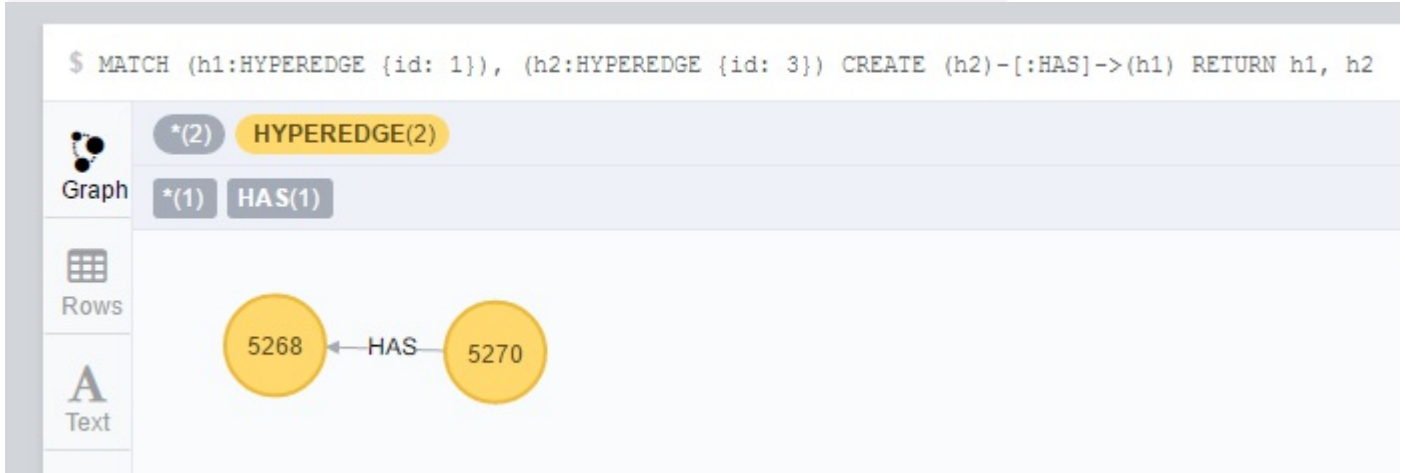 $ MATCH (h1:HYPEREDGE {id: 1}), (h2:HYPEREDGE {id: 3}) CREATE (h2)-[:HAS]->(h1) RETURN h1, h2
*(2) HYPEREDGE(2)
Graph
*(1) HAS(1)
Rows
5268 HAS 5270
A
Text